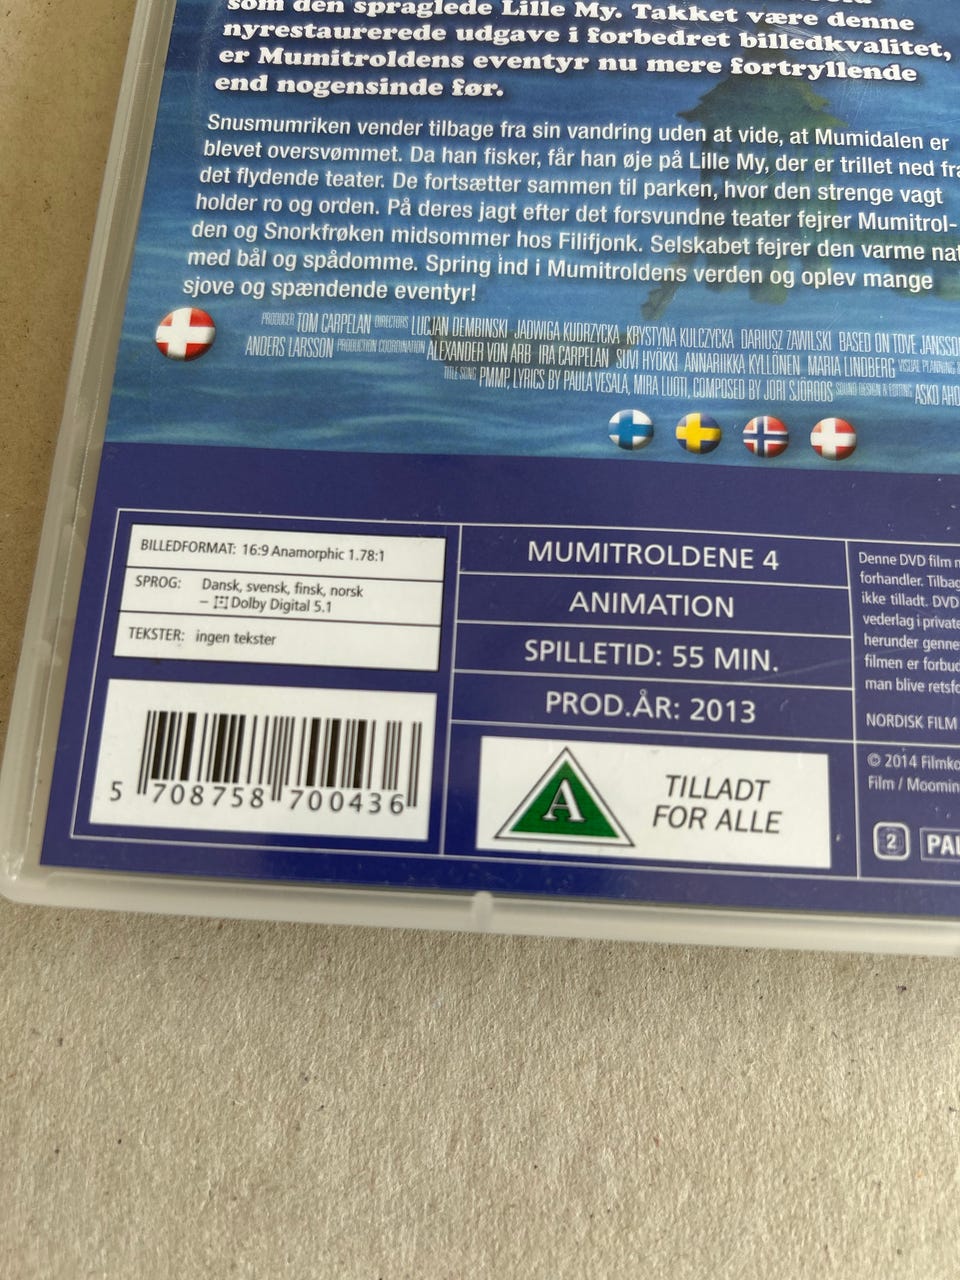 som den spraglede Lille My. Takket være denne
nyrestaurerede udgave i forbedret billedkvalitet,
er Mumitroldens eventyr nu mere fortryllende
end nogensinde før.
Snusmumriken vender tilbage fra sin vandring uden at vide, at Mumidalen er
blevet oversvømmet. Da han fisker, får han øje på Lille My, der er trillet ned fra
det flydende teater. De fortsætter sammen til parken, hvor den strenge vagt
holder ro og orden. På deres jagt efter det forsvundne teater fejrer Mumitrol-
den og Snorkfrøken midsommer hos Filifjonk. Selskabet fejrer den varme nat
med bål og spådomme. Spring ind i Mumitroldens verden og oplev mange
sjove og spændende eventyr!
PRODUCER TOM CARPELAN DIRECTORS LUCJAN DEMBINSKI JADWIGA KUDRZYCKA KRYSTYNA KULCZYCKA DARIUSZ ZAWILSKI BASED ON TOVE JANSSO
ANDERS LARSSON PRODUCTION COORDINATION ALEXANDER VON ARB IRA CARPELAN SUVI HYÖKKI ANNARIIKKA KYLLÖNEN MARIA LINDBERG VISUAL PLANNING
TITLE SONG PMMP, LYRICS BY PAULA VESALA, MIRA LUOTI, COMPOSED BY JORI SJÖROOS SOUND DESIGN & EDITING ASKO AHO
BILLEDFORMAT: 16:9 Anamorphic 1.78:1
SPROG: Dansk, svensk, finsk, norsk
– Dolby Digital 5.1
TEKSTER: ingen tekster
5 708758 700436
MUMITROLDENE 4
ANIMATION
SPILLETID: 55 MIN.
PROD.ÅR: 2013
A
TILLADT
FOR ALLE
Denne DVD film
forhandler. Tilbag
ikke tilladt. DVD
vederlag i private
herunder genne
filmen er forbud
man blive retsfo
NORDISK FILM
© 2014 Filmko
Film / Moomin
2 PAL